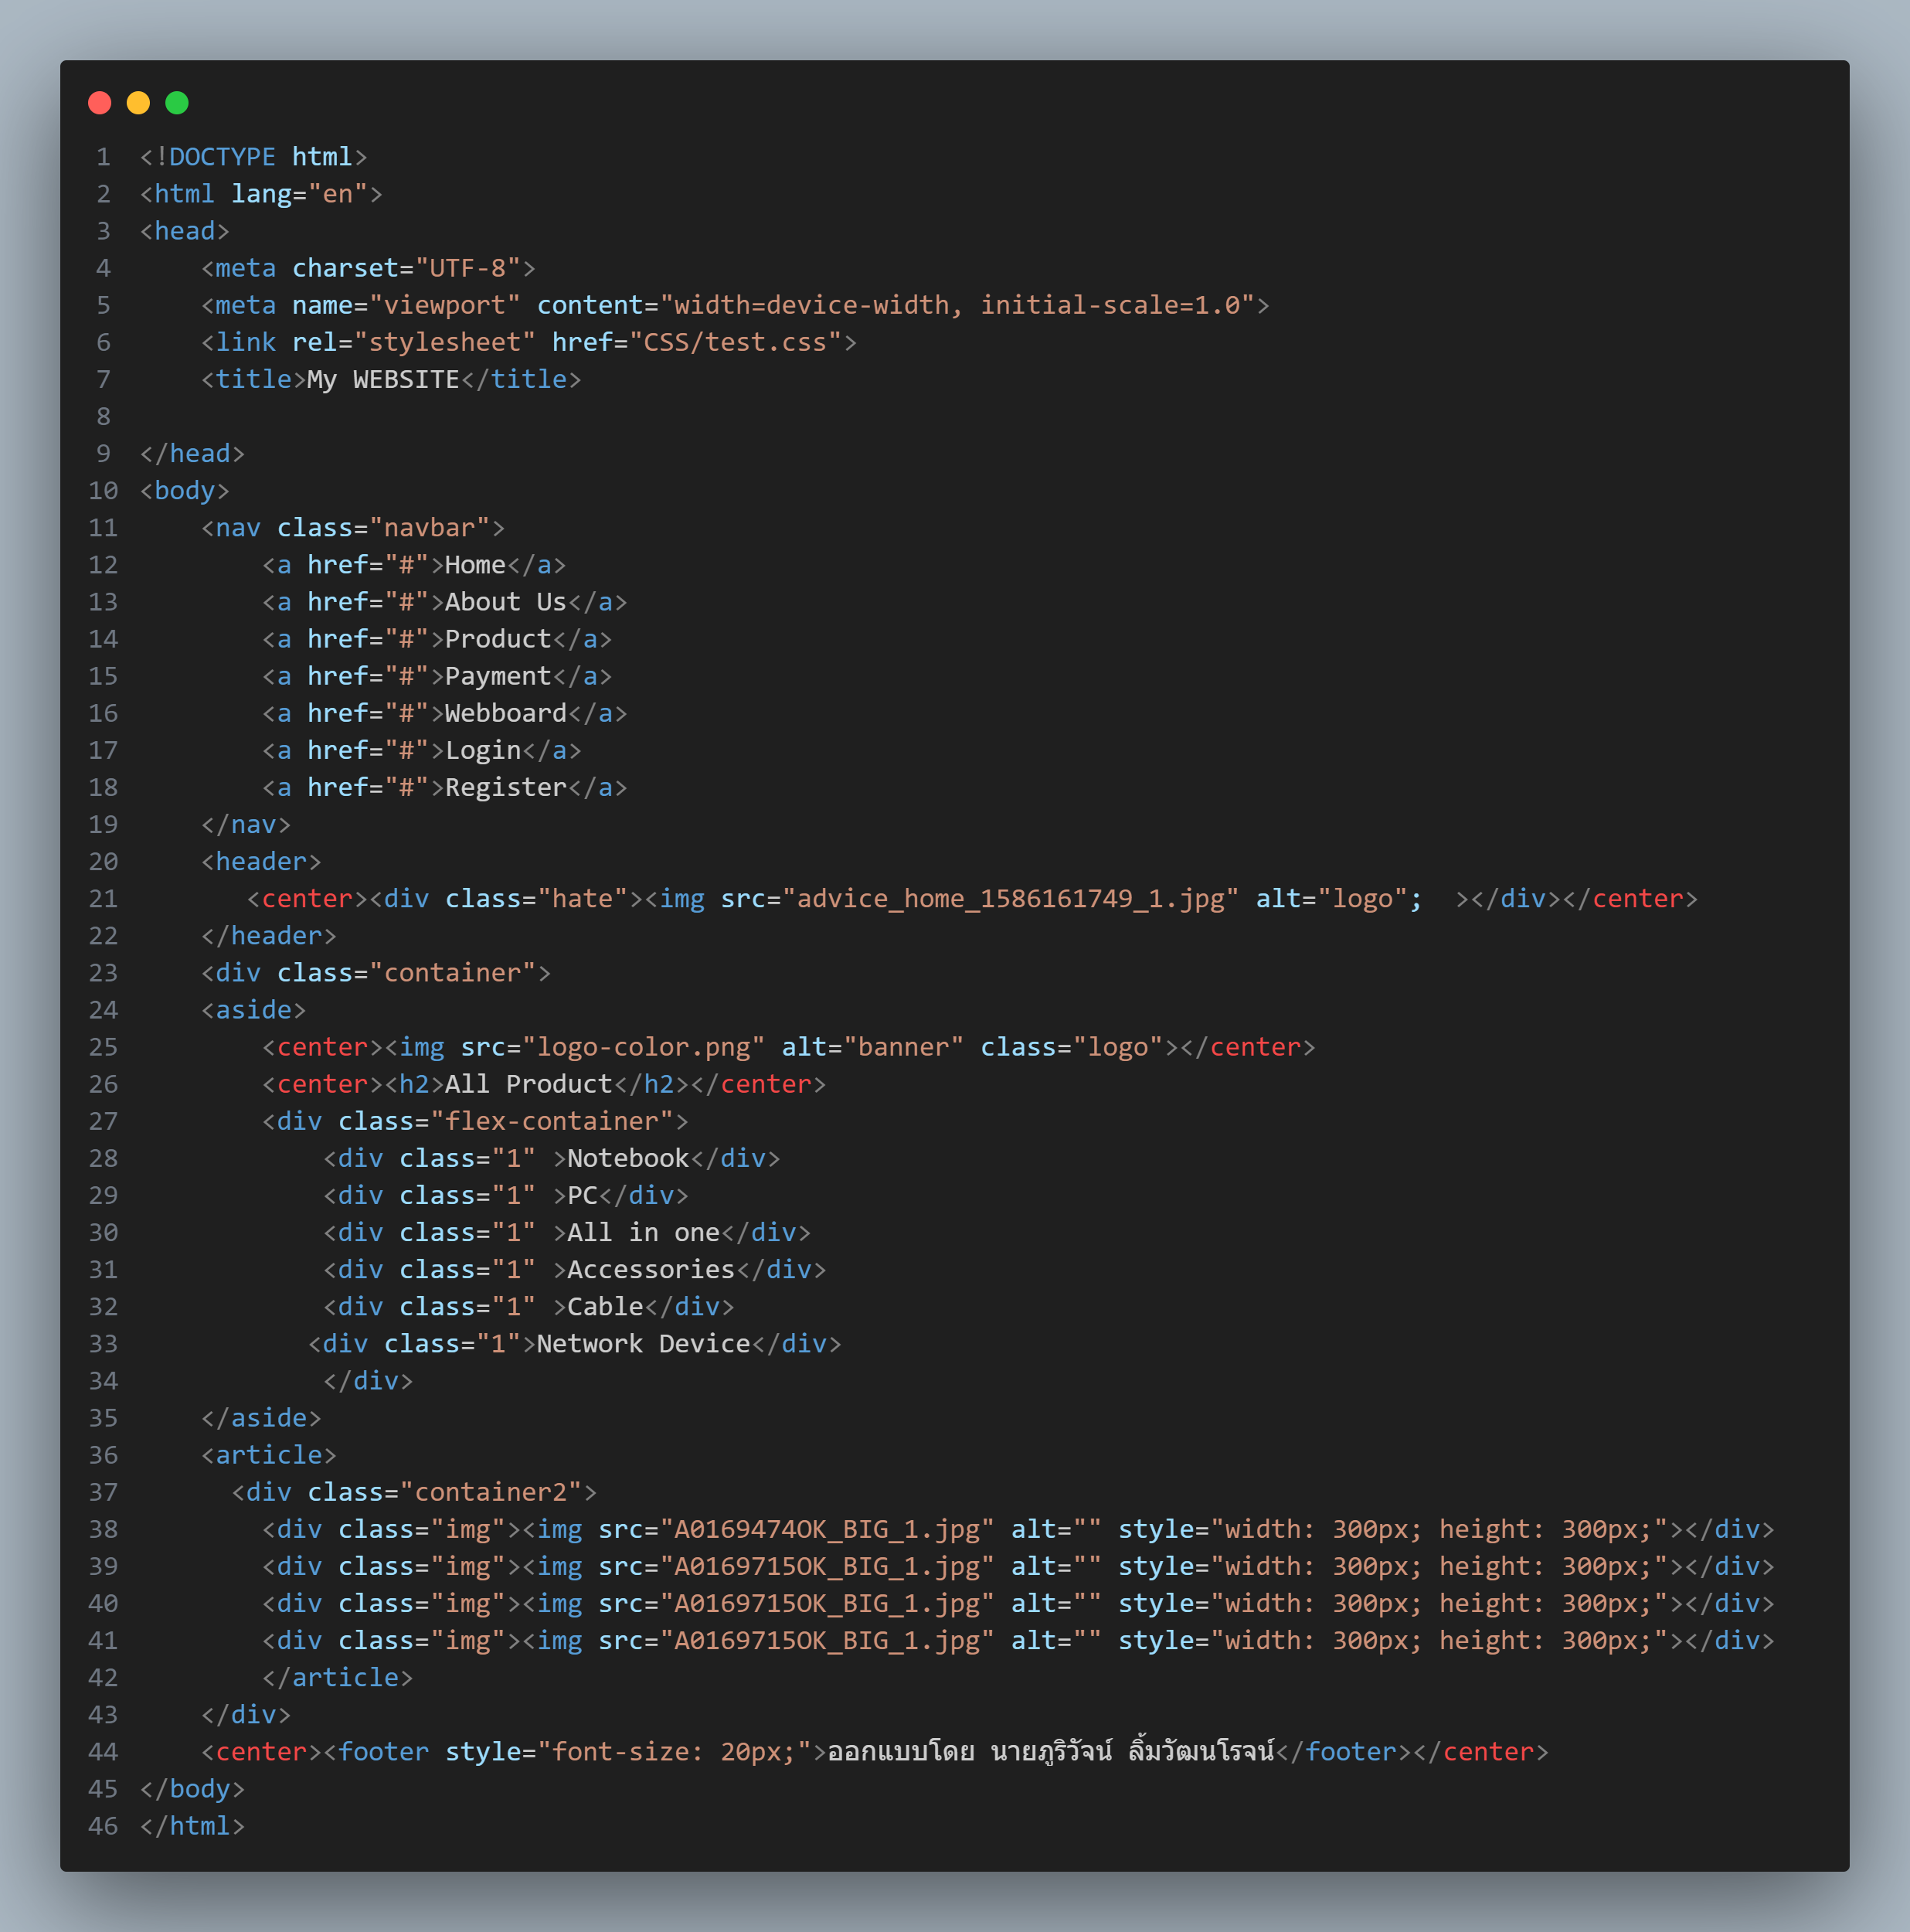 1 <!DOCTYPE html>
2 <html lang="en">
3 <head>
4     <meta charset="UTF-8">
5     <meta name="viewport" content="width=device-width, initial-scale=1.0">
6     <link rel="stylesheet" href="CSS/test.css">
7     <title>My WEBSITE</title>
8
9 </head>
10 <body>
11     <nav class="navbar">
12         <a href="#">Home</a>
13         <a href="#">About Us</a>
14         <a href="#">Product</a>
15         <a href="#">Payment</a>
16         <a href="#">Webboard</a>
17         <a href="#">Login</a>
18         <a href="#">Register</a>
19     </nav>
20     <header>
21        <center><div class="hate"><img src="advice_home_1586161749_1.jpg" alt="logo";  ></div></center>
22     </header>
23     <div class="container">
24     <aside>
25         <center><img src="logo-color.png" alt="banner" class="logo"></center>
26         <center><h2>All Product</h2></center>
27         <div class="flex-container">
28             <div class="1" >Notebook</div>
29             <div class="1" >PC</div>
30             <div class="1" >All in one</div>
31             <div class="1" >Accessories</div>
32             <div class="1" >Cable</div>
33            <div class="1">Network Device</div>
34             </div>
35     </aside>
36     <article>
37       <div class="container2">
38         <div class="img"><img src="A0169474OK_BIG_1.jpg" alt="" style="width: 300px; height: 300px;"></div>
39         <div class="img"><img src="A0169715OK_BIG_1.jpg" alt="" style="width: 300px; height: 300px;"></div>
40         <div class="img"><img src="A0169715OK_BIG_1.jpg" alt="" style="width: 300px; height: 300px;"></div>
41         <div class="img"><img src="A0169715OK_BIG_1.jpg" alt="" style="width: 300px; height: 300px;"></div>
42         </article>
43     </div>
44     <center><footer style="font-size: 20px;">ออกแบบโดย นายภูริวัจน์ ลิ้มวัฒนโรจน์</footer></center>
45 </body>
46 </html>